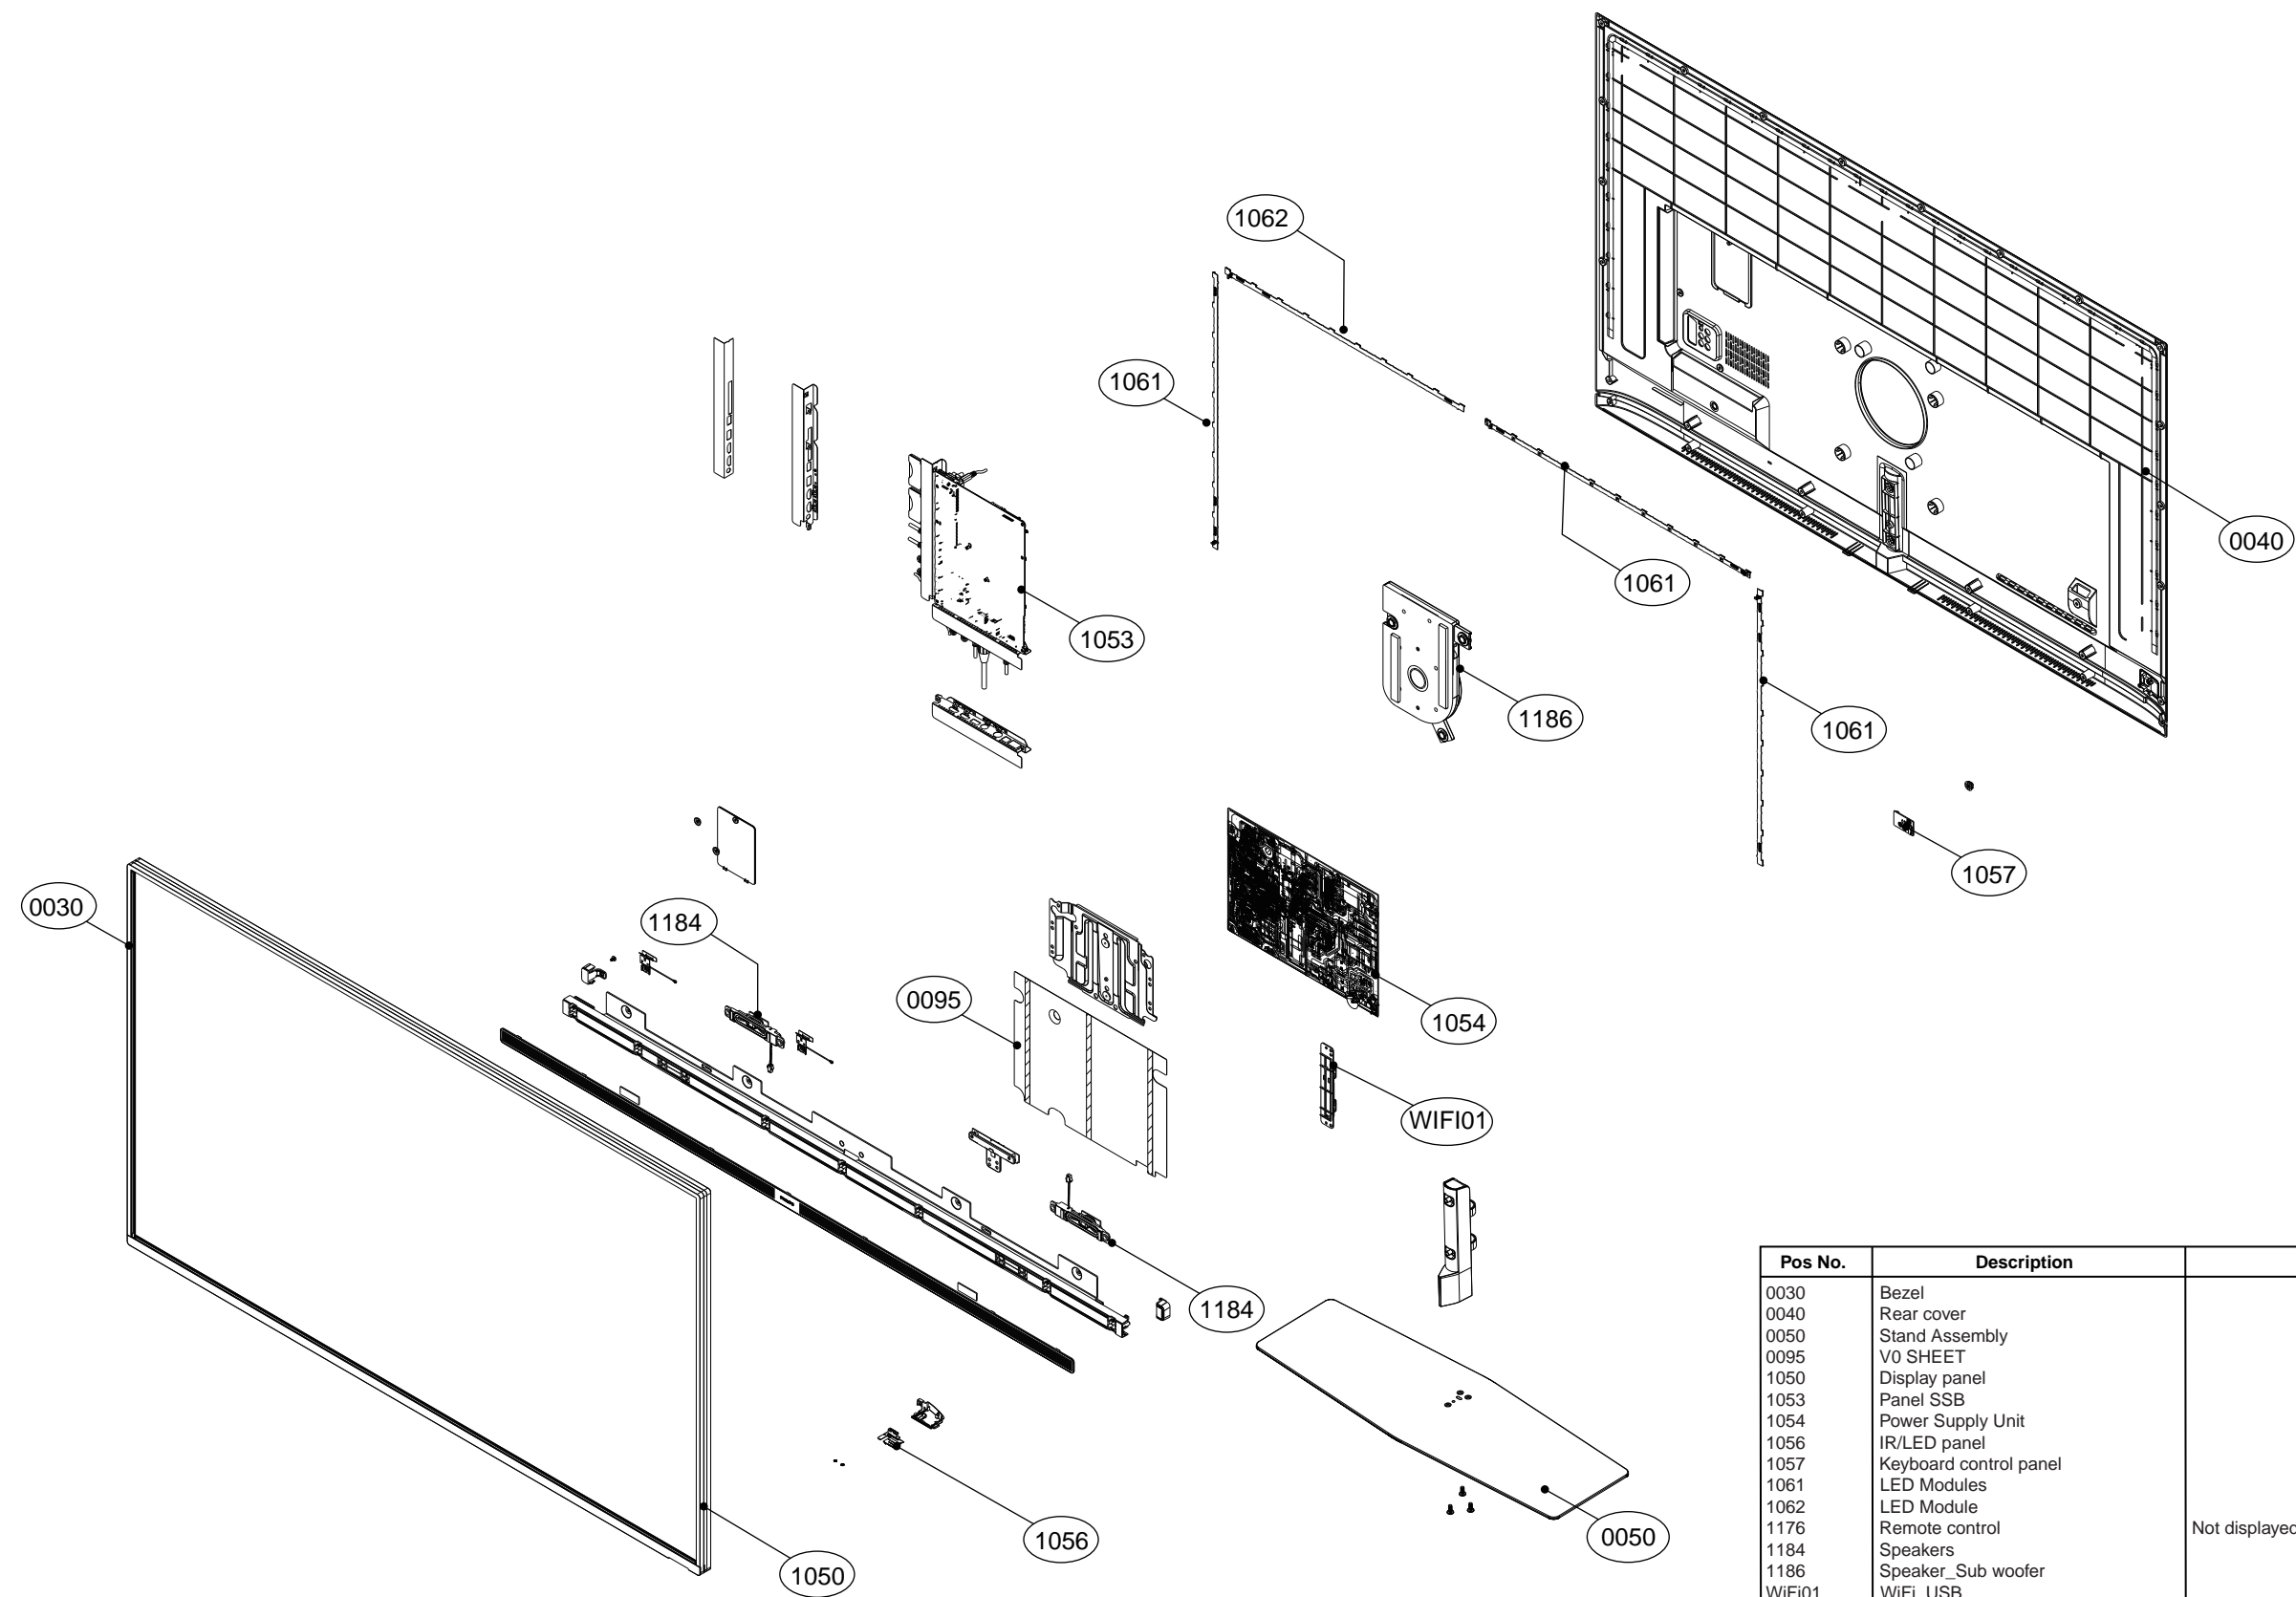 1062
1061
0040
1061
1053
1186
1061
1057
0030
1184
0095
1054
WIFI01
1184
0050
1056
1050
Pos No. Description
0030 Bezel
0040 Rear cover
0050 Stand Assembly
0095 V0 SHEET
1050 Display panel
1053 Panel SSB
1054 Power Supply Unit
1056 IR/LED panel
1057 Keyboard control panel
1061 LED Modules
1062 LED Module
1176 Remote control Not displayed
1184 Speakers
1186 Speaker_Sub woofer
WiFi01 WiFi_USB